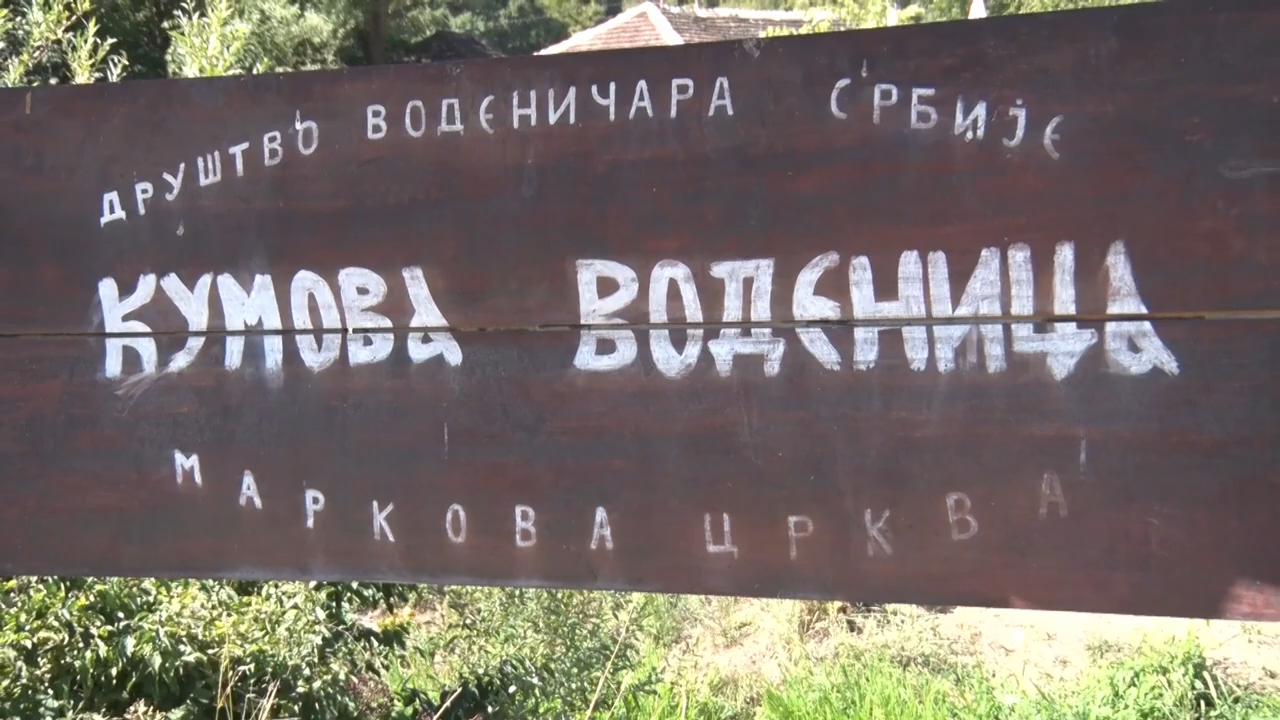 ДРУШТВО ВОДЕНИЧАРА СРБИЈЕ
КУМОВА ВОДЕНИЦА
МАРКОВА ЦРКВА